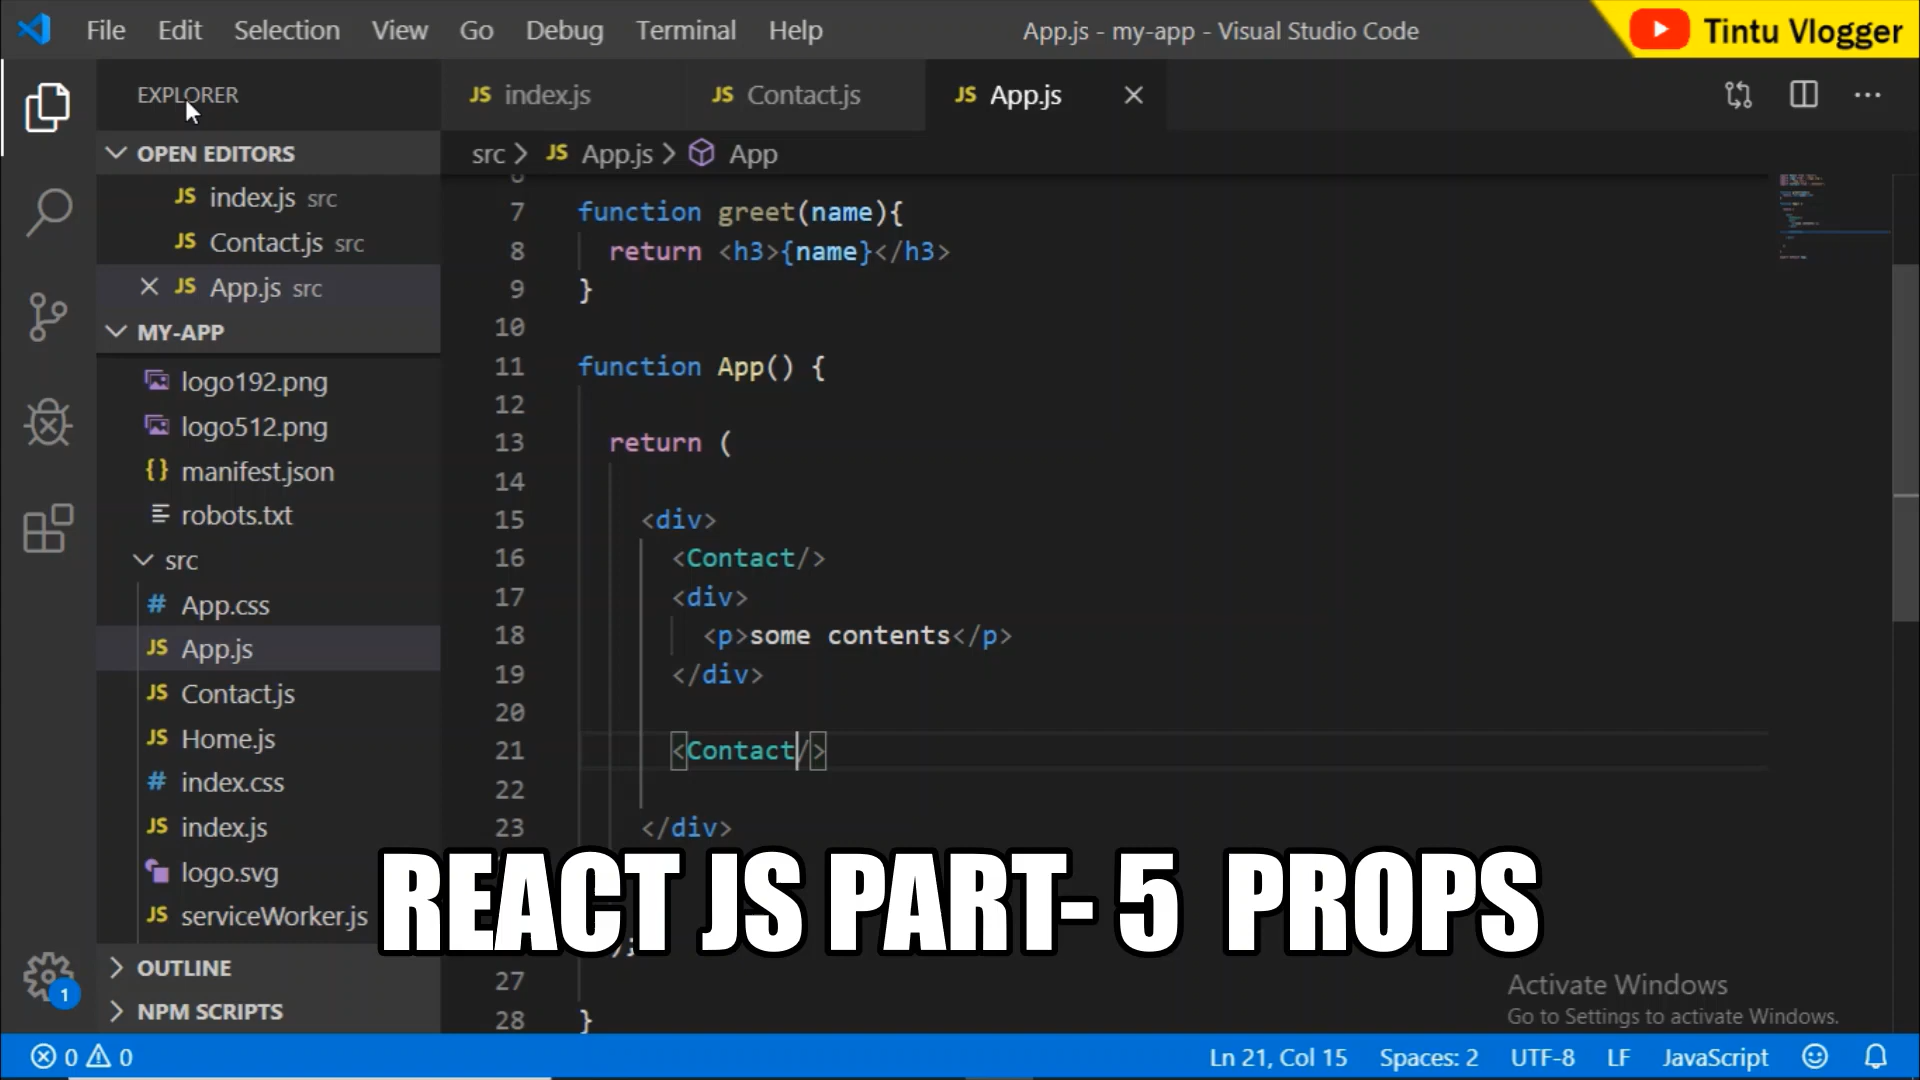 File Edit Selection View Go Debug Terminal Help App.js - my-app - Visual Studio Code Tintu Vlogger
EXPLORER
JS index.js JS Contact.js JS App.js
OPEN EDITORS
JS index.js src
JS Contact.js src
JS App.js src
MY-APP
logo192.png
logo512.png
{} manifest.json
robots.txt
src
# App.css
JS App.js
JS Contact.js
JS Home.js
# index.css
JS index.js
logo.svg
JS serviceWorker.js
OUTLINE
NPM SCRIPTS
src > JS App.js > App
7 function greet(name){
8 return <h3>{name}</h3>
9 }
10
11 function App() {
12
13 return (
14
15 <div>
16 <Contact/>
17 <div>
18 <p>some contents</p>
19 </div>
20
21 <Contact/>
22
23 </div>
REACT JS PART- 5 PROPS
27
28 }
Activate Windows
Go to Settings to activate Windows.
1
0 0 Ln 21, Col 15 Spaces: 2 UTF-8 LF JavaScript